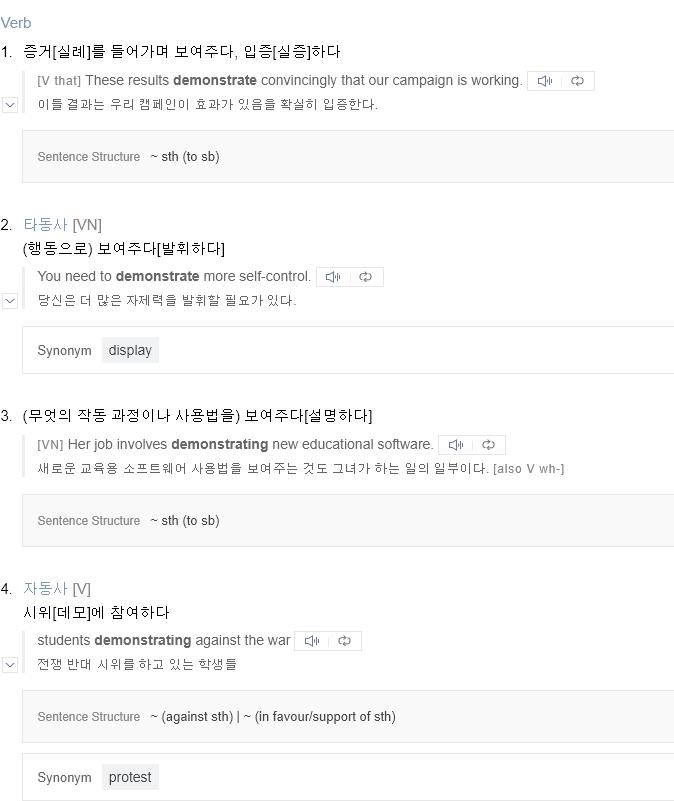 Verb
1. 증거[실례]를 들어가며 보여주다, 입증[실증]하다
[V that] These results demonstrate convincingly that our campaign is working.
이들 결과는 우리 캠페인이 효과가 있음을 확실히 입증한다.
Sentence Structure ~ sth (to sb)
2. 타동사 [VN]
(행동으로) 보여주다[발휘하다]
You need to demonstrate more self-control.
당신은 더 많은 자제력을 발휘할 필요가 있다.
Synonym display
3. (무엇의 작동 과정이나 사용법을) 보여주다[설명하다]
[VN] Her job involves demonstrating new educational software.
새로운 교육용 소프트웨어 사용법을 보여주는 것도 그녀가 하는 일의 일부이다. [also V wh-]
Sentence Structure ~ sth (to sb)
4. 자동사 [V]
시위[데모]에 참여하다
students demonstrating against the war
전쟁 반대 시위를 하고 있는 학생들
Sentence Structure ~ (against sth) | ~ (in favour/support of sth)
Synonym protest